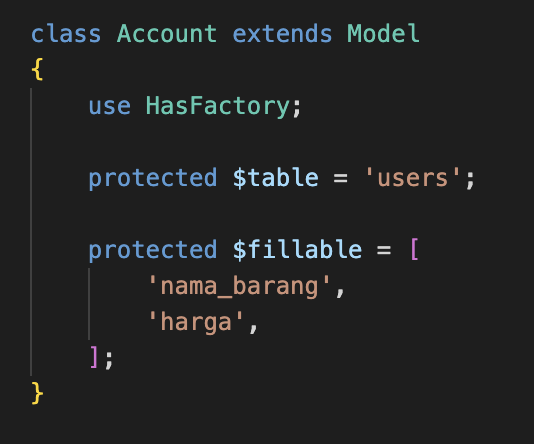 class Account extends Model
{
    use HasFactory;
    protected $table = 'users';
    protected $fillable = [
        'nama_barang',
        'harga',
    ];
}